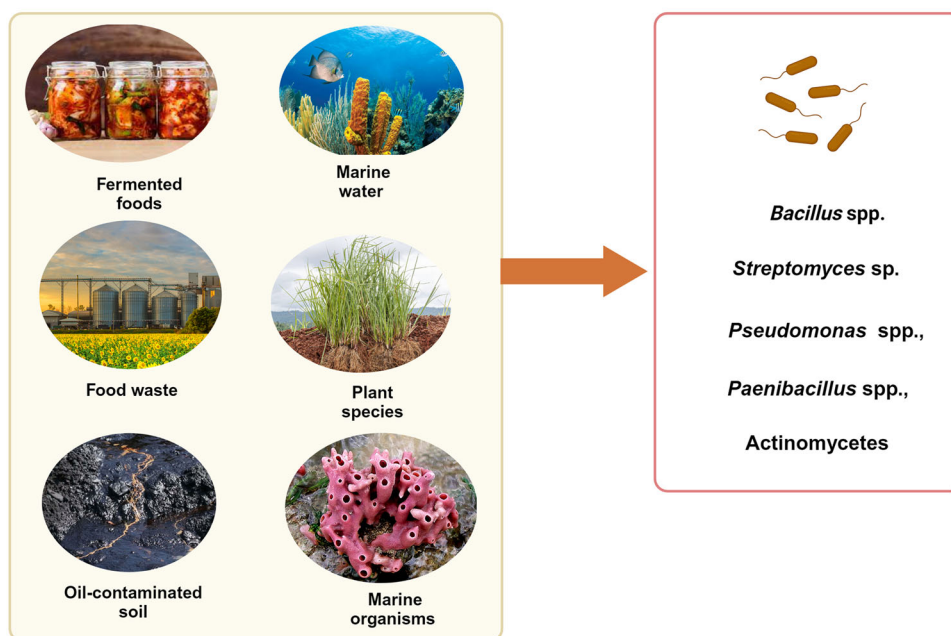 Fermented
foods
Marine
water
Food waste
Plant
species
Oil-contaminated
soil
Marine
organisms
Bacillus spp.
Streptomyces sp.
Pseudomonas spp.,
Paenibacillus spp.,
Actinomycetes